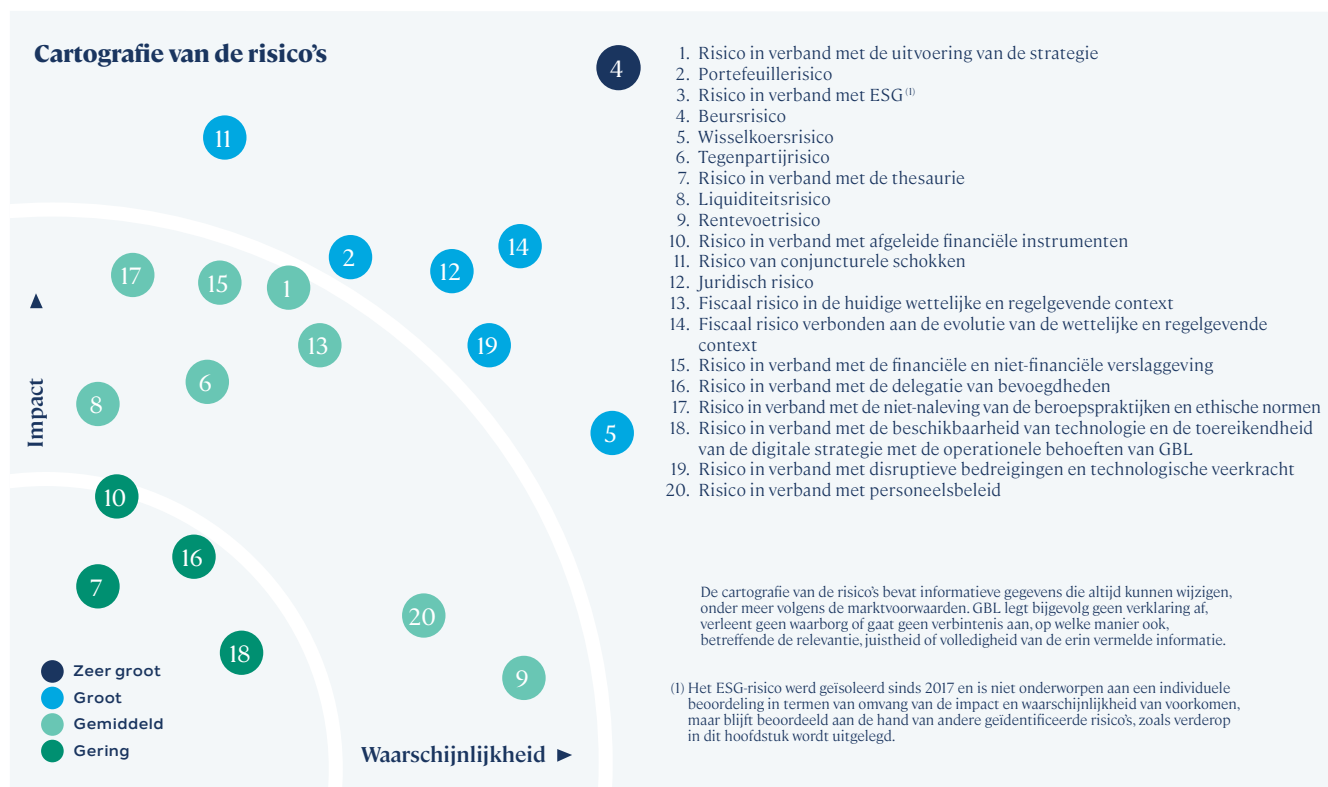 Cartografie van de risico's
4
11
2
14
12
17
15
1
13
19
6
8
5
10
16
7
20
18
9
Impact
Waarschijnlijkheid
Zeer groot
Groot
Gemiddeld
Gering
1. Risico in verband met de uitvoering van de strategie
2. Portefeuillerisico
3. Risico in verband met ESG(1)
4. Beursrisico
5. Wisselkoersrisico
6. Tegenpartijrisico
7. Risico in verband met de thesaurie
8. Liquiditeitsrisico
9. Rentevoetrisico
10. Risico in verband met afgeleide financiële instrumenten
11. Risico van conjuncturele schokken
12. Juridisch risico
13. Fiscaal risico in de huidige wettelijke en regelgevende context
14. Fiscaal risico verbonden aan de evolutie van de wettelijke en regelgevende
context
15. Risico in verband met de financiële en niet-financiële verslaggeving
16. Risico in verband met de delegatie van bevoegdheden
17. Risico in verband met de niet-naleving van de beroepspraktijken en ethische normen
18. Risico in verband met de beschikbaarheid van technologie en de toereikendheid
van de digitale strategie met de operationele behoeften van GBL
19. Risico in verband met disruptieve bedreigingen en technologische veerkracht
20. Risico in verband met personeelsbeleid
De cartografie van de risico's bevat informatieve gegevens die altijd kunnen wijzigen,
onder meer volgens de marktvoorwaarden. GBL legt bijgevolg geen verklaring af,
verleent geen waarborg of gaat geen verbintenis aan, op welke manier ook,
betreffende de relevantie, juistheid of volledigheid van de erin vermelde informatie.
(1) Het ESG-risico werd geïsoleerd sinds 2017 en is niet onderworpen aan een individuele
beoordeling in termen van omvang van de impact en waarschijnlijkheid van voorkomen,
maar blijft beoordeeld aan de hand van andere geïdentificeerde risico's, zoals verderop
in dit hoofdstuk wordt uitgelegd.